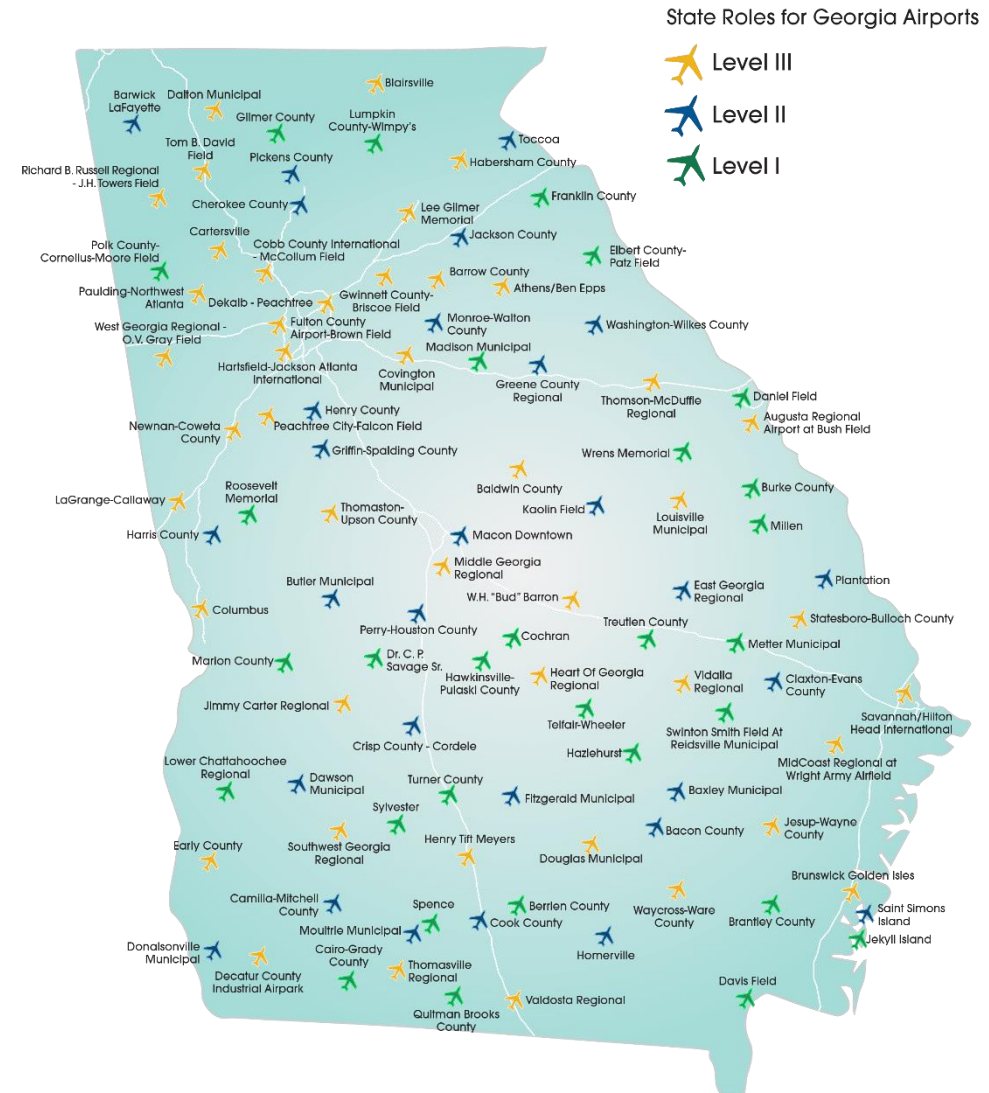 State Roles for Georgia Airports
Level III
Level II
Level I
Blairsville
Barwick
LaFayette
Dalton Municipal
Gilmer County
Lumpkin
County-Wimpy's
Toccoa
Tom B. David
Field
Pickens County
Habersham County
Richard B. Russell Regional
- J.H. Towers Field
Cherokee County
Franklin County
Lee Gilmer
Memorial
Cartersville
Jackson County
Polk County-
Cornelius-Moore Field
Cobb County International
- McCollum Field
Elbert County-
Patz Field
Barrow County
Athens/Ben Epps
Paulding-Northwest
Atlanta
Dekalb - Peachtree
Gwinnett County-
Briscoe Field
West Georgia Regional -
O.V. Gray Field
Fulton County
Airport-Brown Field
Monroe-Walton
County
Washington-Wilkes County
Madison Municipal
Hartsfield-Jackson Atlanta
International
Covington
Municipal
Greene County
Regional
Thomson-McDuffie
Regional
Daniel Field
Augusta Regional
Airport at Bush Field
Henry County
Peachtree City-Falcon Field
Newnan-Coweta
County
Griffin-Spalding County
Wrens Memorial
Baldwin County
Burke County
Roosevelt
Memorial
LaGrange-Callaway
Thomaston-
Upson County
Kaolin Field
Louisville
Municipal
Millen
Harris County
Macon Downtown
Middle Georgia
Regional
Butler Municipal
W.H. "Bud" Barron
East Georgia
Regional
Plantation
Columbus
Perry-Houston County
Treutlen County
Statesboro-Bulloch County
Cochran
Metter Municipal
Marion County
Dr. C. P.
Savage Sr.
Hawkinsville-
Pulaski County
Heart Of Georgia
Regional
Vidalia
Regional
Claxton-Evans
County
Jimmy Carter Regional
Telfair-Wheeler
Swinton Smith Field At
Reidsville Municipal
Savannah/Hilton
Head International
Crisp County - Cordele
Hazlehurst
MidCoast Regional at
Wright Army Airfield
Lower Chattahoochee
Regional
Dawson
Municipal
Turner County
Fitzgerald Municipal
Baxley Municipal
Sylvester
Southwest Georgia
Regional
Henry Tift Meyers
Bacon County
Jesup-Wayne
County
Early County
Douglas Municipal
Brunswick Golden Isles
Camilla-Mitchell
County
Spence
Berrien County
Waycross-Ware
County
Brantley County
Saint Simons
Island
Moultrie Municipal
Cook County
Jekyll Island
Donalsonville
Municipal
Cairo-Grady
County
Homerville
Decatur County
Industrial Airpark
Thomasville
Regional
Davis Field
Quitman Brooks
County
Valdosta Regional